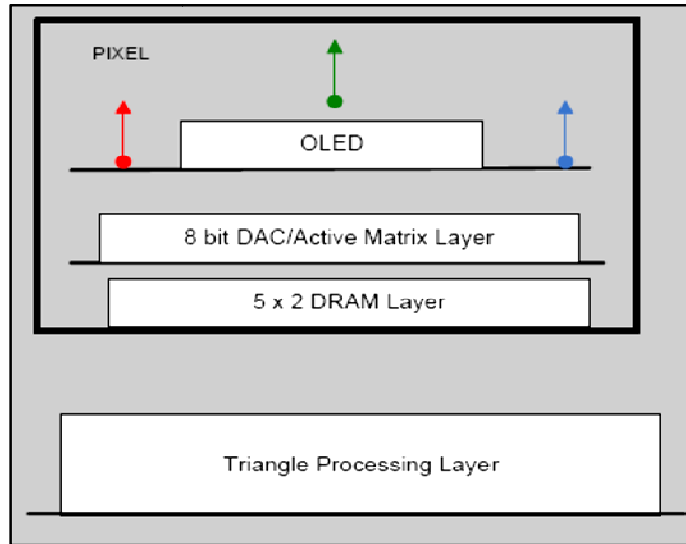 PIXEL
OLED
8 bit DAC/Active Matrix Layer
5 x 2 DRAM Layer
Triangle Processing Layer